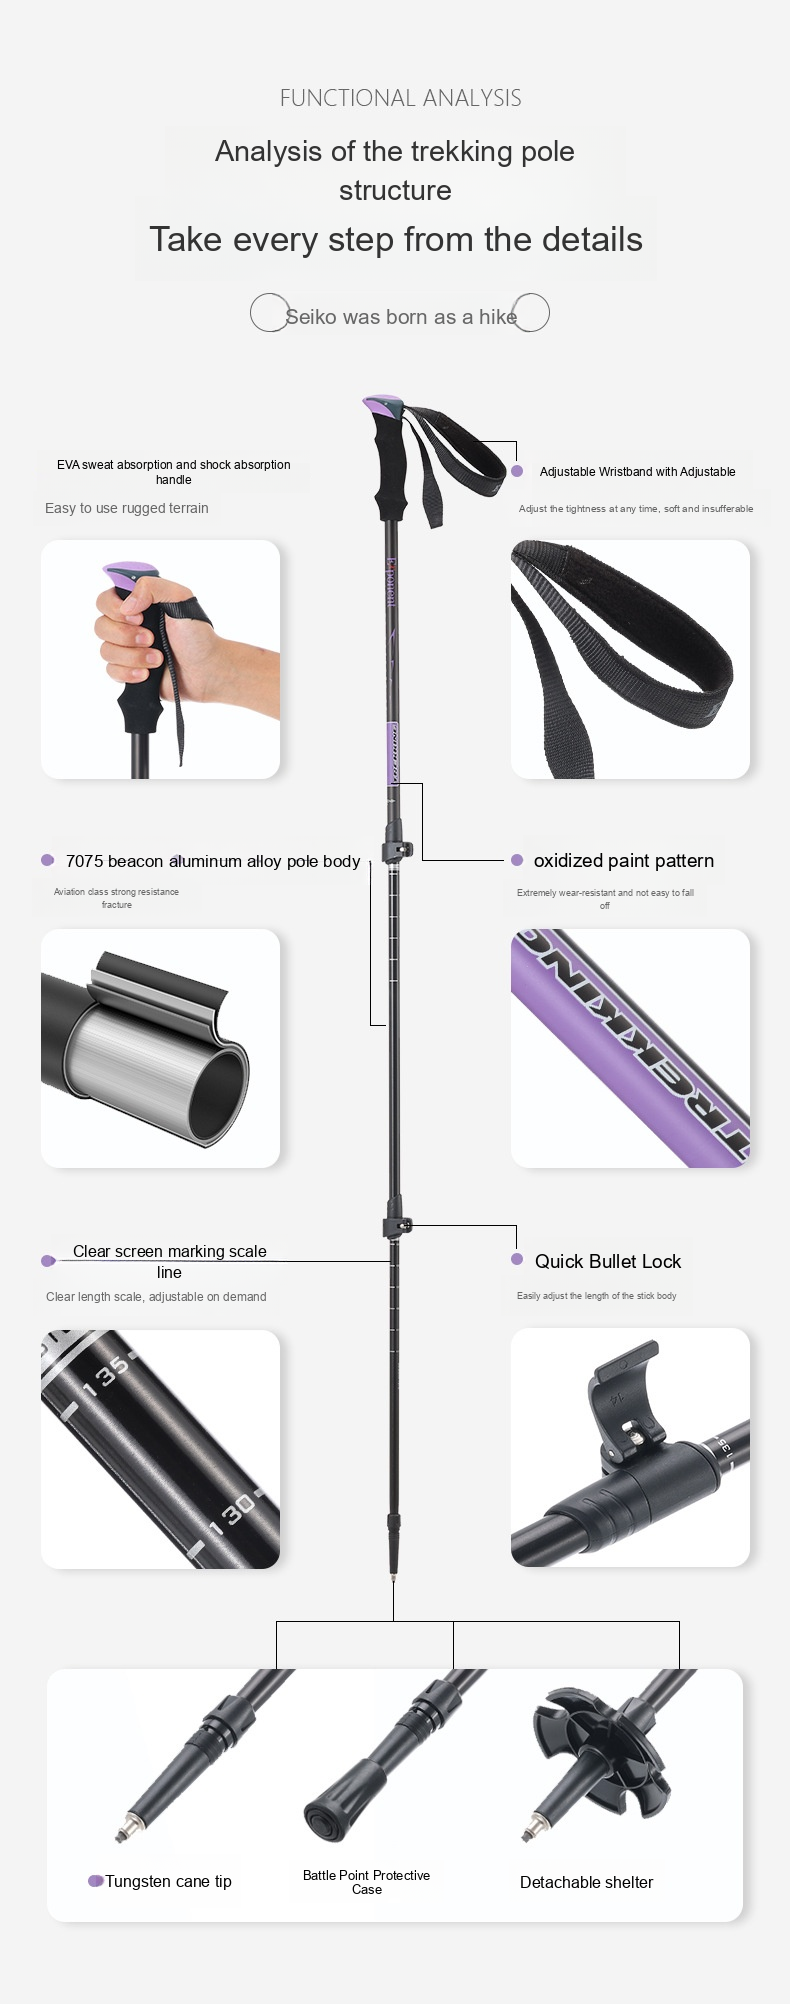 FUNCTIONAL ANALYSIS
Analysis of the trekking pole
structure
Take every step from the details
Seiko was born as a hike
EVA sweat absorption and shock absorption
handle
Easy to use rugged terrain
Adjustable Wristband with Adjustable
Adjust the tightness at any time, soft and insufferable
Exponent
TREKKING
7075 beacon aluminum alloy pole body
Aviation class strong resistance
fracture
oxidized paint pattern
Extremely wear-resistant and not easy to fall
off
TREKKING
Clear screen marking scale
line
Clear length scale, adjustable on demand
Quick Bullet Lock
Easily adjust the length of the stick body
135
130
14
135
Tungsten cane tip
Battle Point Protective
Case
Detachable shelter